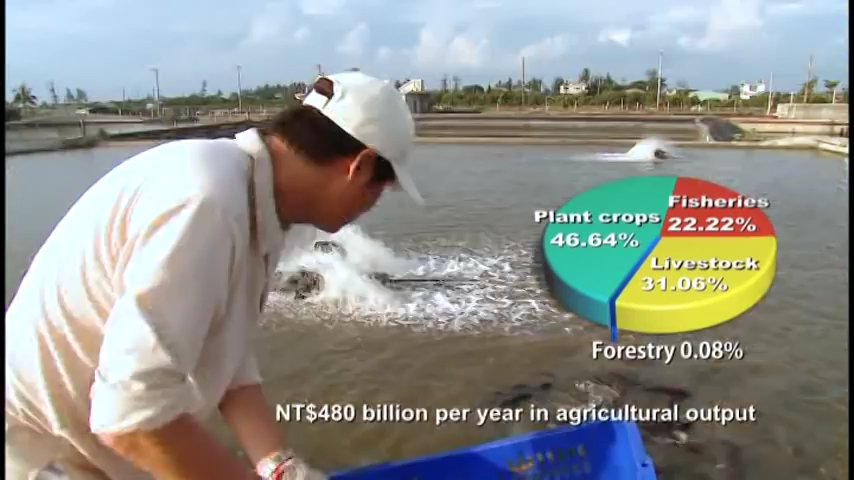 Fisheries
22.22%
Plant crops
46.64%
Livestock
31.06%
Forestry 0.08%
NT$480 billion per year in agricultural output